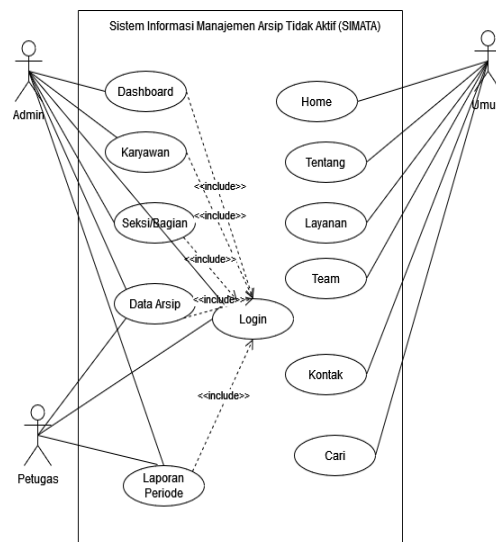 Sistem Informasi Manajemen Arsip Tidak Aktif (SIMATA)
Admin
Umu
Dashboard
Home
Karyawan
Tentang
<<include>>
<<include>>
Seksi/Bagian
Layanan
<<include>>
Team
Data Arsip
<<include>>
Login
Kontak
<<include>>
Petugas
Laporan
Periode
Cari